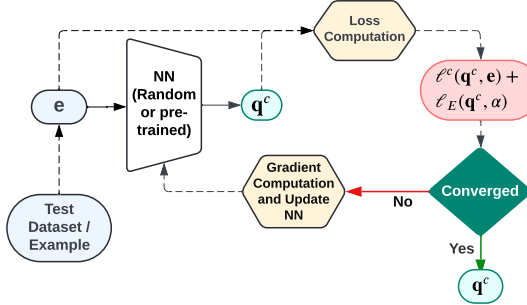 Loss
Computation
NN
(Random
or pre-
trained)
e
q^c
ℓ^c(q^c, e) +
ℓ_E(q^c, α)
Gradient
Computation
and Update
NN
Converged
No
Test
Dataset /
Example
Yes
q^c